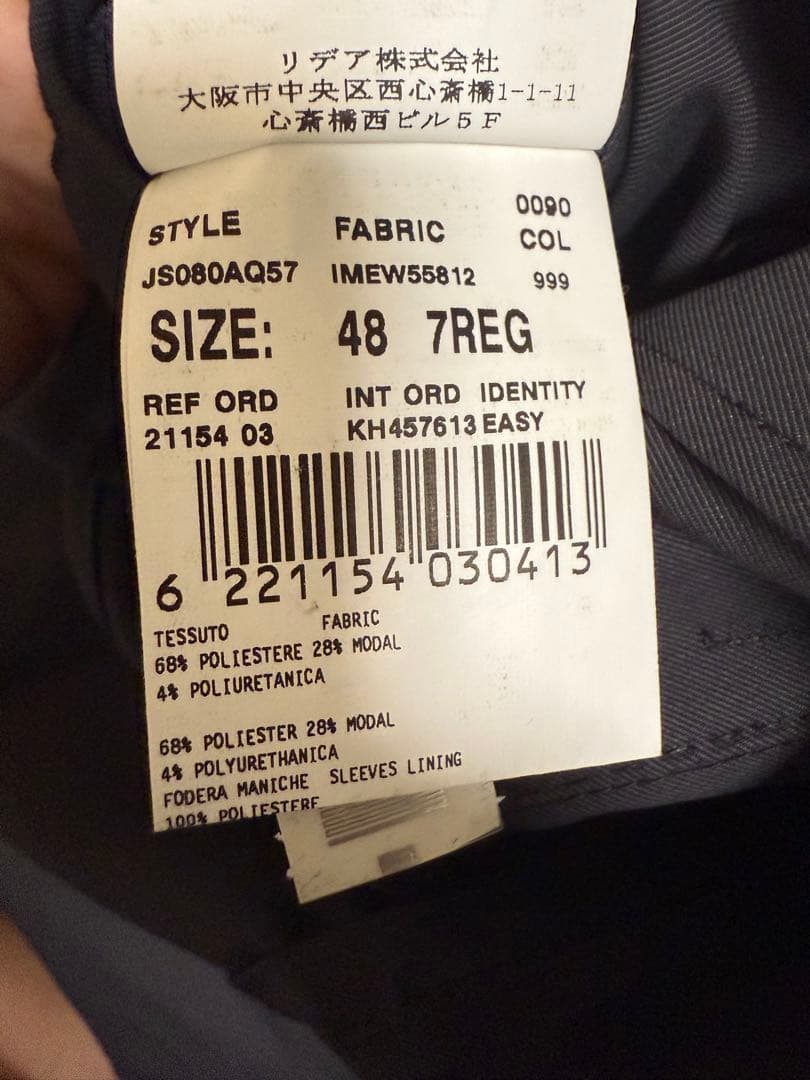 リデア株式会社
大阪市中央区西心斎橋1-1-11
心斎橋西ビル5F
0090
STYLE FABRIC COL
JS080AQ57 IMEW55812 999
SIZE: 48 7REG
REF ORD INT ORD IDENTITY
21154 03 KH457613 EASY
6 221154 030413
TESSUTO FABRIC
68% POLIESTERE 28% MODAL
4% POLIURETANICA
68% POLIESTER 28% MODAL
4% POLYURETHANICA
FODERA MANICHE SLEEVES LINING
100% POLIESTERE